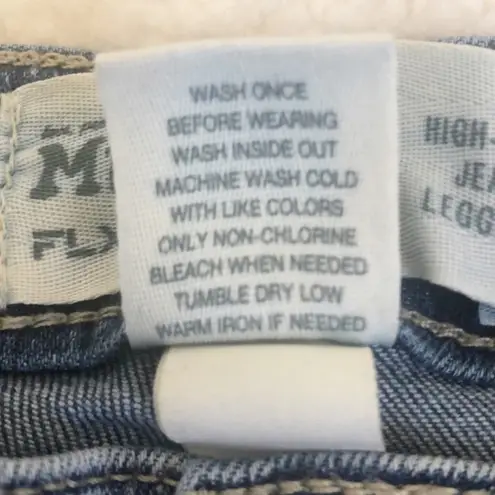 WASH ONCE
BEFORE WEARING
WASH INSIDE OUT
MACHINE WASH COLD
WITH LIKE COLORS
ONLY NON-CHLORINE
BLEACH WHEN NEEDED
TUMBLE DRY LOW
WARM IRON IF NEEDED
M
FLX
HIGH-
JEA
LEGG